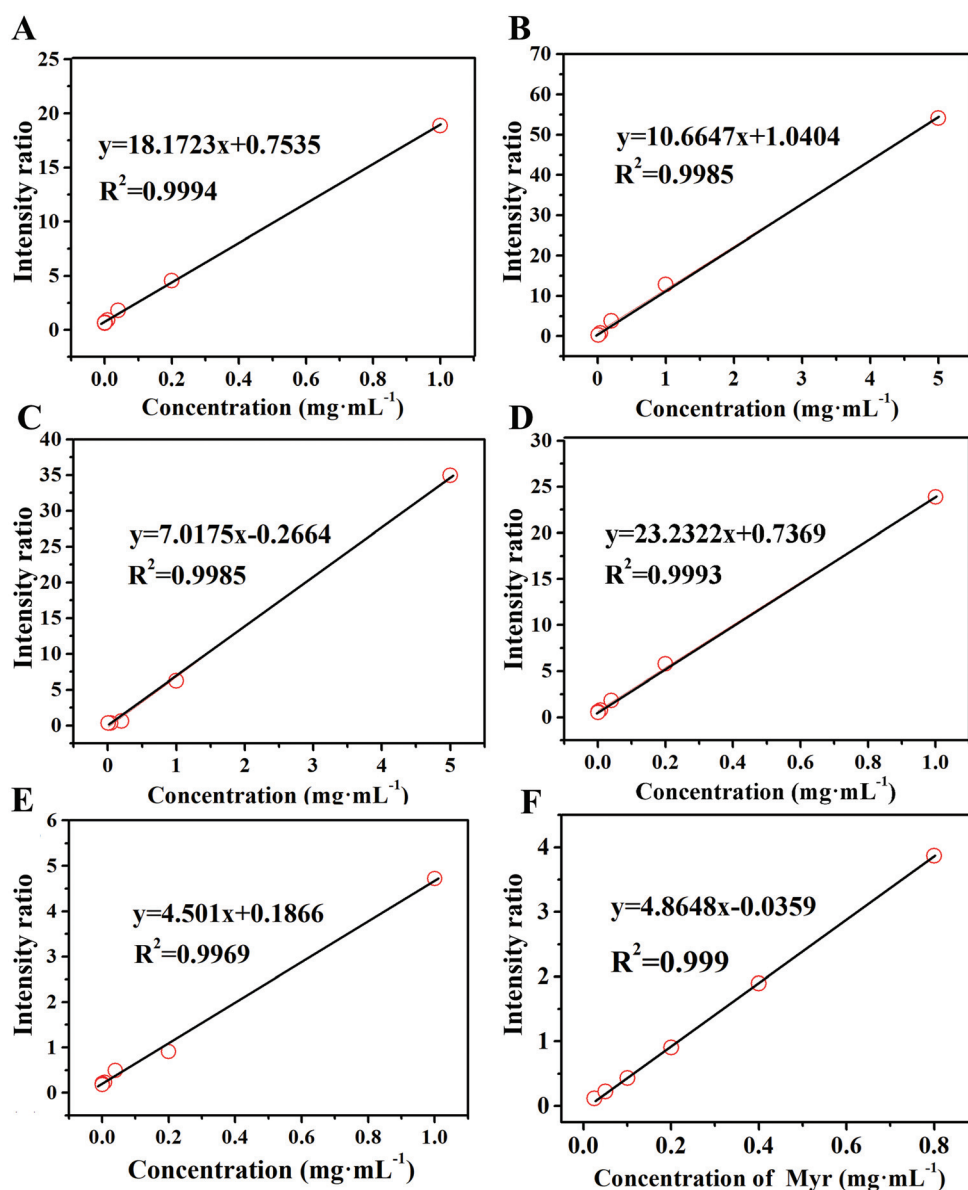 A
25
20
15
10
5
0
Intensity ratio
y=18.1723x+0.7535
R²=0.9994
0.0 0.2 0.4 0.6 0.8 1.0
Concentration (mg·mL⁻¹)
B
70
60
50
40
30
20
10
0
Intensity ratio
y=10.6647x+1.0404
R²=0.9985
0 1 2 3 4 5
Concentration (mg·mL⁻¹)
C
40
35
30
25
20
15
10
5
0
Intensity ratio
y=7.0175x-0.2664
R²=0.9985
0 1 2 3 4 5
Concentration (mg·mL⁻¹)
D
30
25
20
15
10
5
0
Intensity ratio
y=23.2322x+0.7369
R²=0.9993
0.0 0.2 0.4 0.6 0.8 1.0
Concentration (mg·mL⁻¹)
E
6
5
4
3
2
1
0
Intensity ratio
y=4.501x+0.1866
R²=0.9969
0.0 0.2 0.4 0.6 0.8 1.0
Concentration (mg·mL⁻¹)
F
4
3
2
1
0
Intensity ratio
y=4.8648x-0.0359
R²=0.999
0.0 0.2 0.4 0.6 0.8
Concentration of Myr (mg·mL⁻¹)